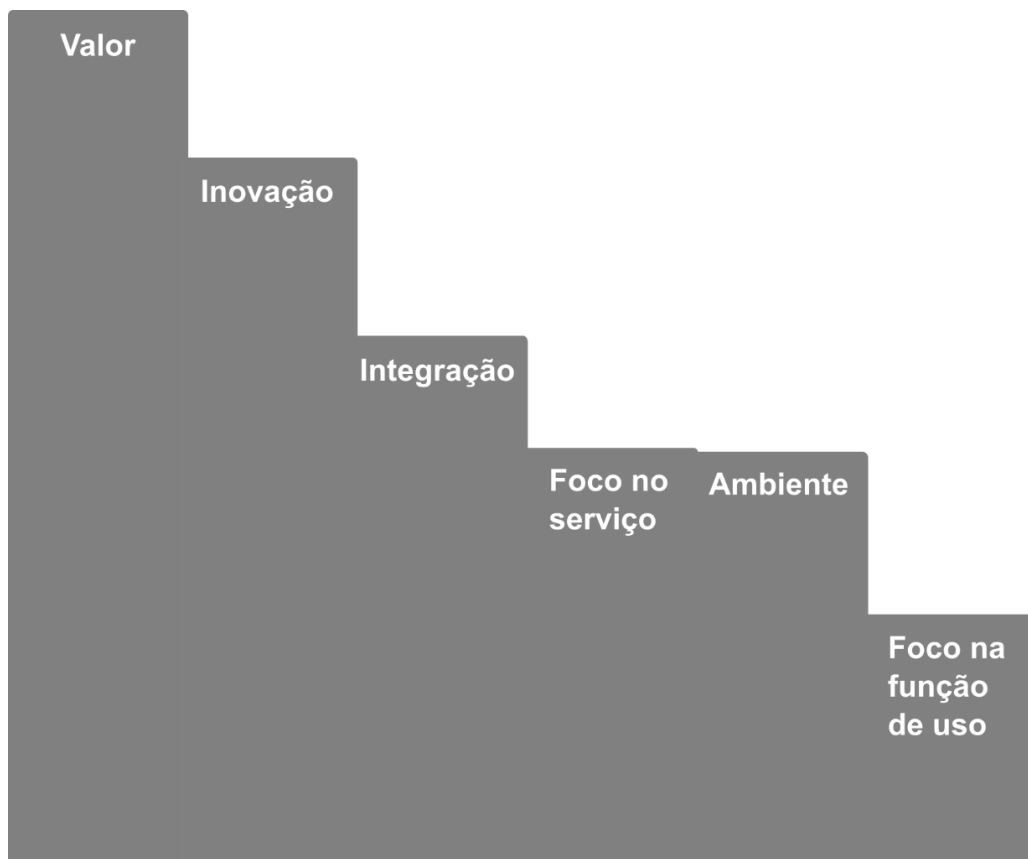 Valor
Inovação
Integração
Foco no
serviço
Ambiente
Foco na
função
de uso